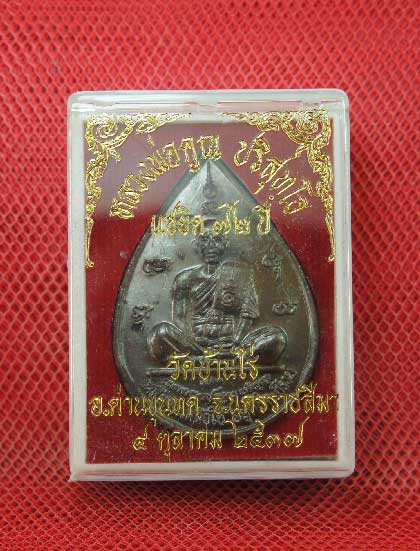 หลวงพ่อคูณ ปริสุทฺโธ
แซยิด ๗๒ ปี
วัดบ้านไร่
อ.ด่านขุนทด จ.นครราชสีมา
๔ ตุลาคม ๒๕๓๗